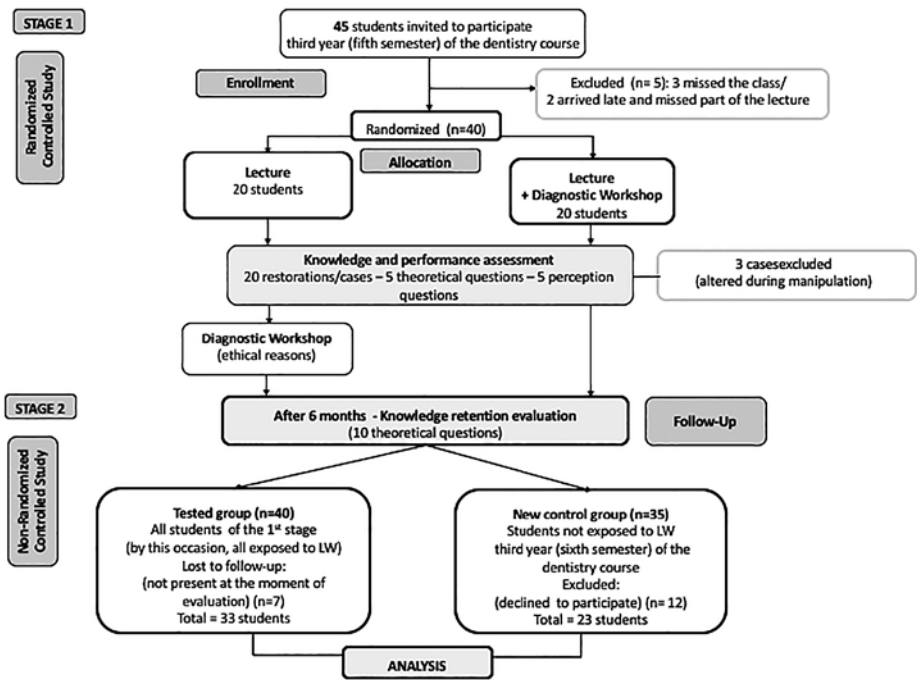 STAGE 1
45 students invited to participate
third year (fifth semester) of the dentistry course
Randomized
Controlled Study
Enrollment
Excluded (n= 5): 3 missed the class/
2 arrived late and missed part of the lecture
Randomized (n=40)
Allocation
Lecture
20 students
Lecture
+ Diagnostic Workshop
20 students
Knowledge and performance assessment
20 restorations/cases – 5 theoretical questions – 5 perception
questions
3 casesexcluded
(altered during manipulation)
Diagnostic Workshop
(ethical reasons)
STAGE 2
After 6 months - Knowledge retention evaluation
(10 theoretical questions)
Follow-Up
Non-Randomized
Controlled Study
Tested group (n=40)
All students of the 1st stage
(by this occasion, all exposed to LW)
Lost to follow-up:
(not present at the moment of
evaluation) (n=7)
Total = 33 students
New control group (n=35)
Students not exposed to LW
third year (sixth semester) of the
dentistry course
Excluded:
(declined to participate) (n= 12)
Total = 23 students
ANALYSIS